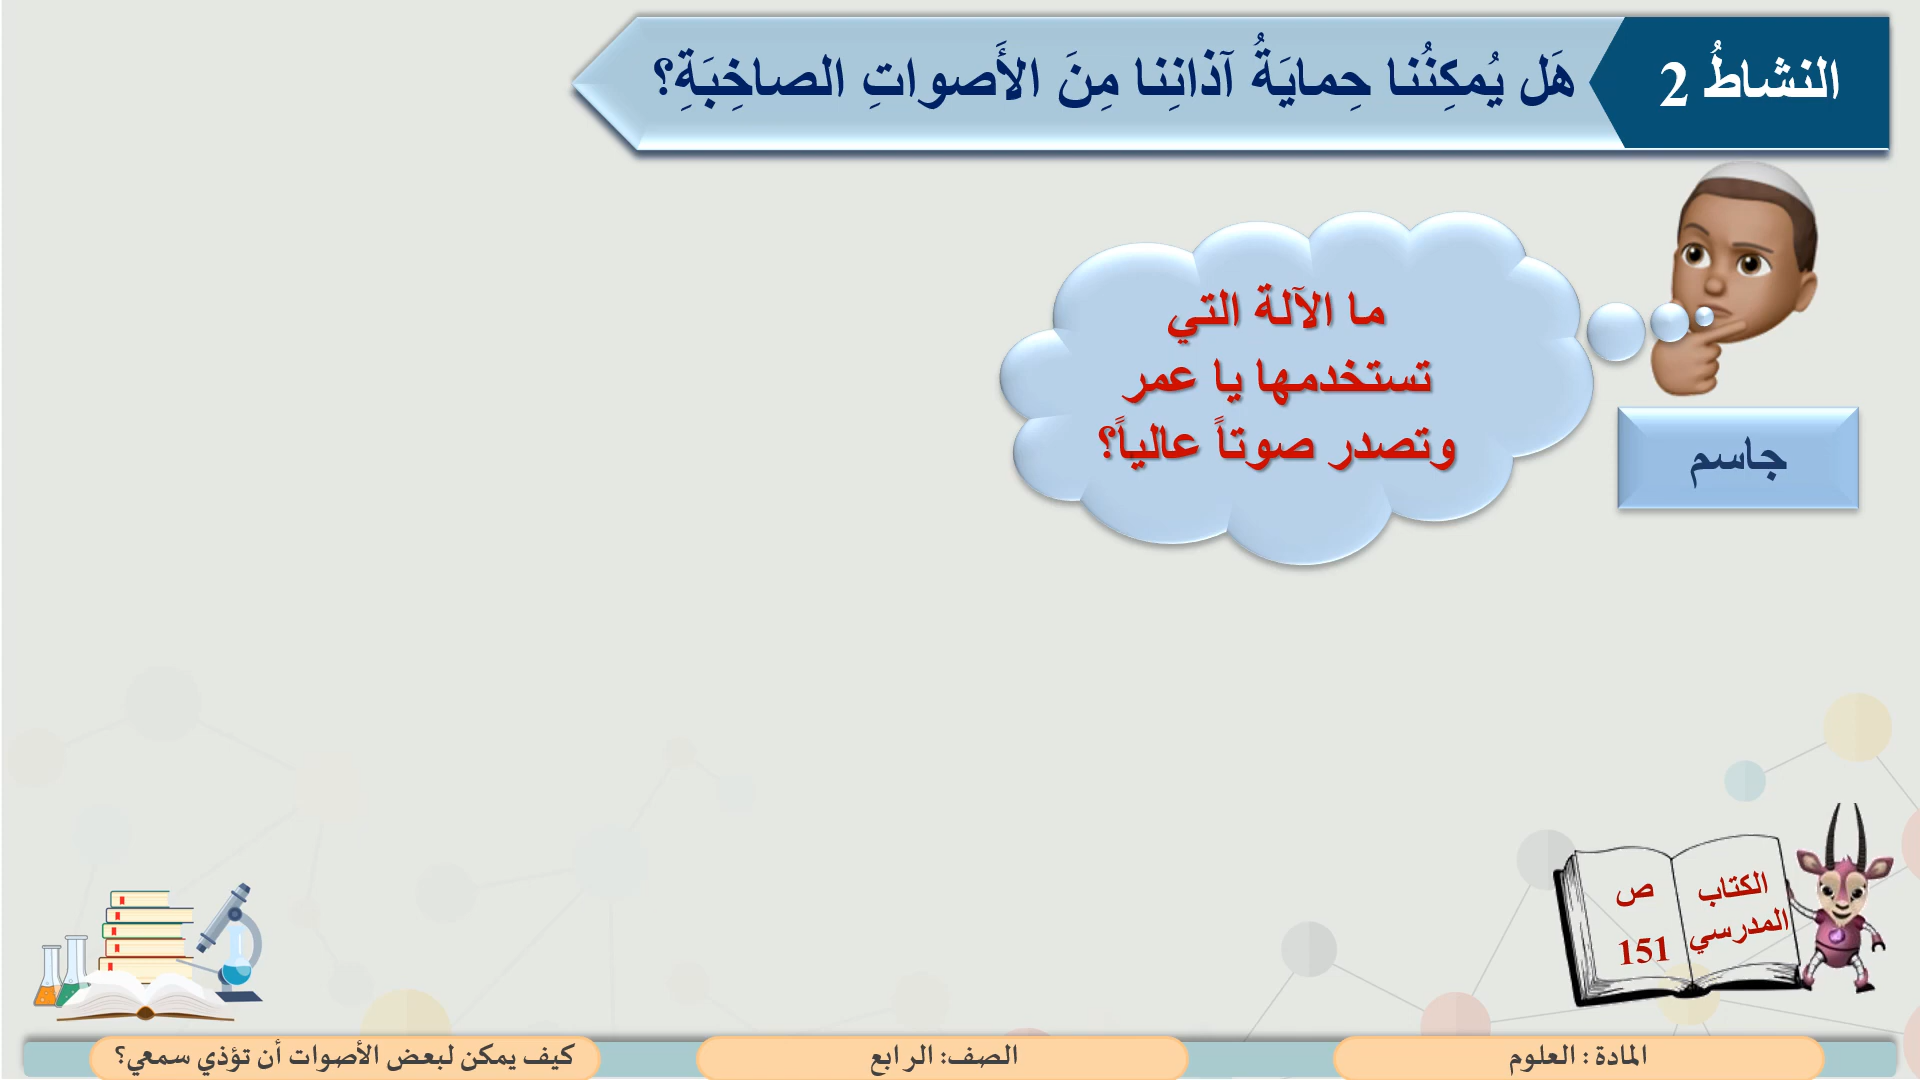 النشاطُ 2
هَل يُمكِنُنا حِمايَةُ آذانِنا مِنَ الأَصواتِ الصاخِبَةِ؟
ما الآلة التي
تستخدمها يا عمر
وتصدر صوتاً عالياً؟
جاسم
الكتاب
المدرسي
ص
151
المادة : العلوم
الصف: الرابع
كيف يمكن لبعض الأصوات أن تؤذي سمعي؟